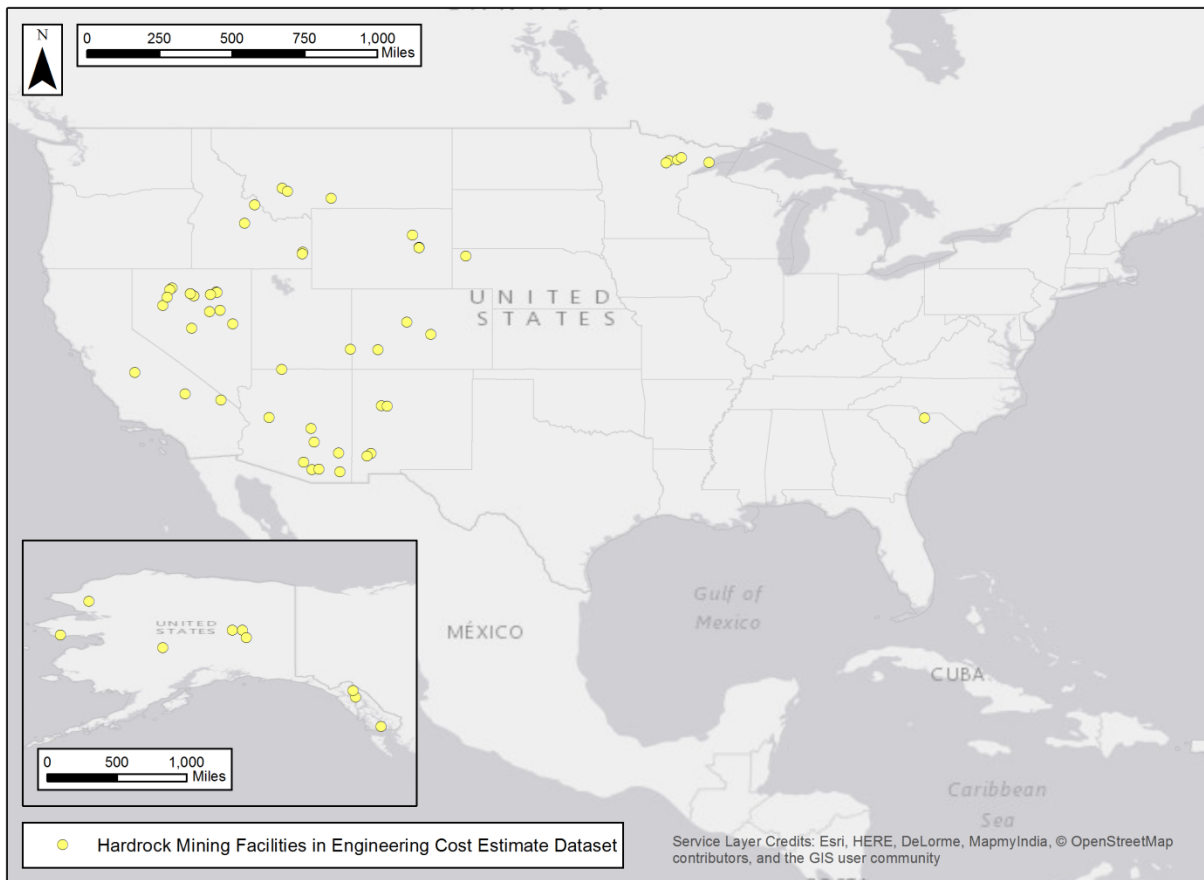 N
0 250 500 750 1,000
Miles
UNITED
STATES
Gulf of
Mexico
MÉXICO
CUBA
UNITED
STATES
0 500 1,000
Miles
Caribbean
Sea
Hardrock Mining Facilities in Engineering Cost Estimate Dataset
Service Layer Credits: Esri, HERE, DeLorme, MapmyIndia, © OpenStreetMap
contributors, and the GIS user community